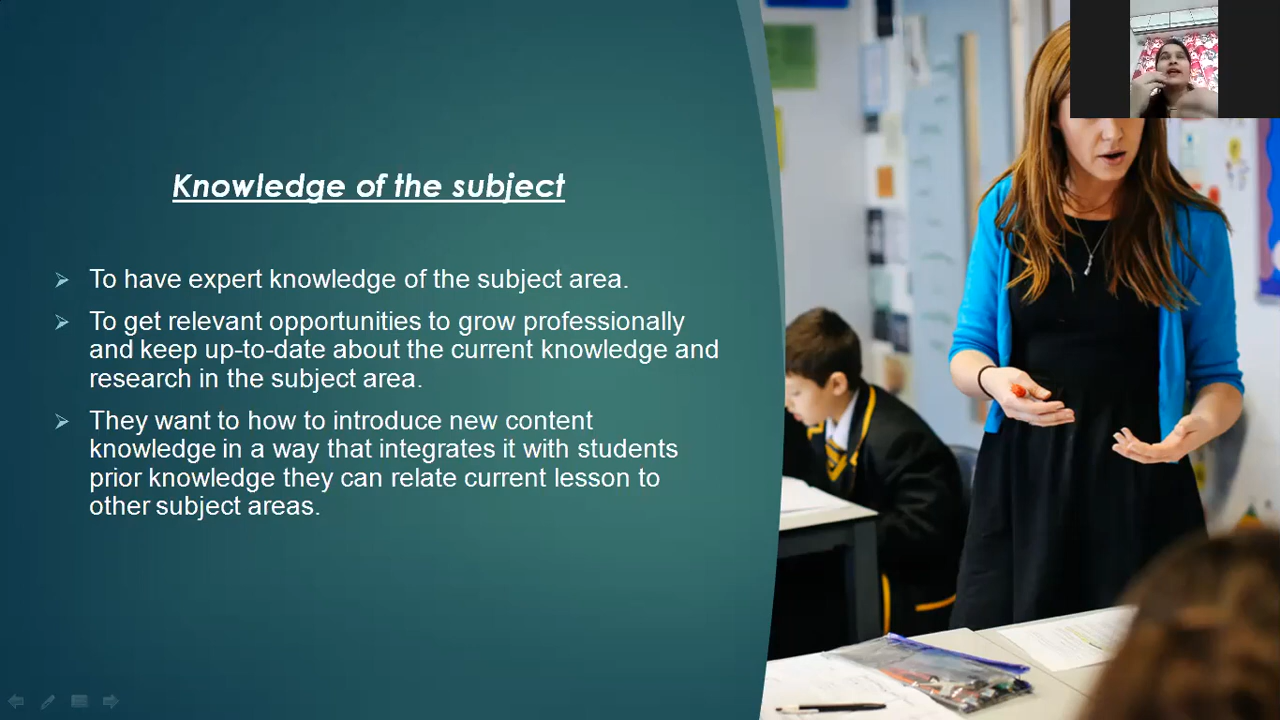 Knowledge of the subject
To have expert knowledge of the subject area.
To get relevant opportunities to grow professionally
and keep up-to-date about the current knowledge and
research in the subject area.
They want to how to introduce new content
knowledge in a way that integrates it with students
prior knowledge they can relate current lesson to
other subject areas.